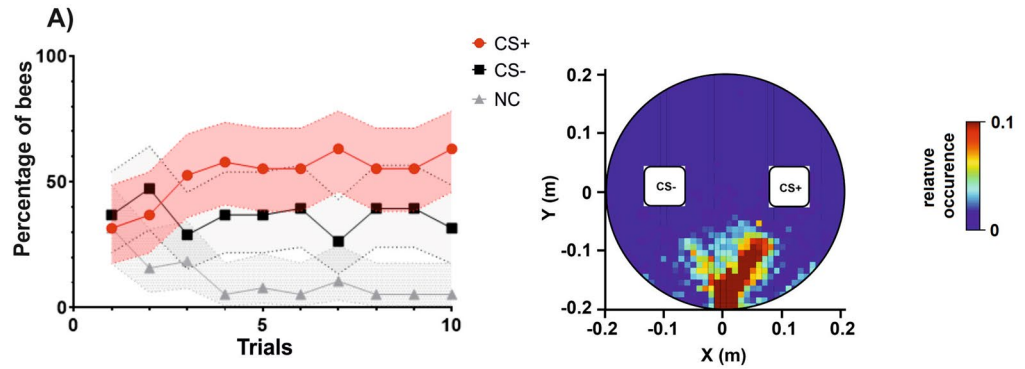 A)
CS+
CS-
NC
Percentage of bees
100
50
0
0
5
10
Trials
0.2
0.1
0
-0.1
-0.2
Y (m)
CS-
CS+
-0.2
-0.1
0
0.1
0.2
X (m)
relative
occurence
0.1
0